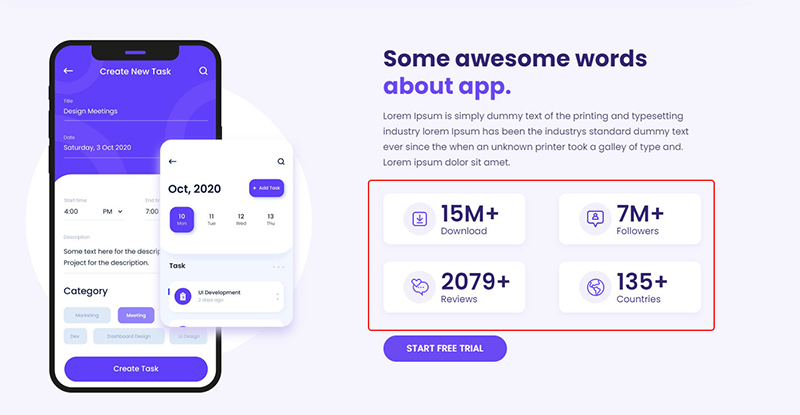 Create New Task
Title
Design Meetings
Date
Saturday, 3 Oct 2020
Start time
4:00 PM
7:00
Description
Some text here for the
Project for the description.
Category
Marketing
Meeting
Dev
Dashboard Design
UI Design
Create Task
Oct, 2020
+ Add Task
10 11 12 13
Mon Tue Wed Thu
Task
UI Development
2 days ago
Some awesome words
about app.
Lorem Ipsum is simply dummy text of the printing and typesetting
industry lorem Ipsum has been the industrys standard dummy text
ever since the when an unknown printer took a galley of type and.
Lorem ipsum dolor sit amet.
15M+
Download
7M+
Followers
2079+
Reviews
135+
Countries
START FREE TRIAL